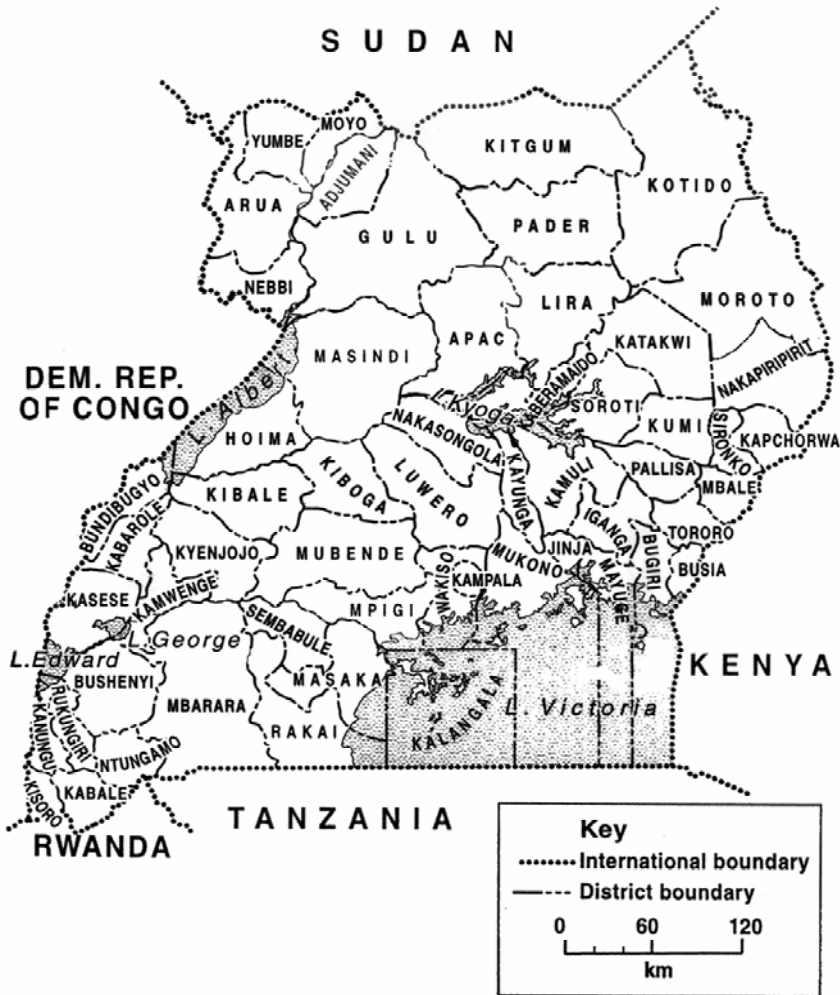 SUDAN
MOYO
YUMBE
ADJUMANI
KITGUM
KOTIDO
ARUA
GULU
PADER
NEBBI
LIRA
MOROTO
APAC
KATAKWI
MASINDI
NAKAPIRIPIRIT
DEM. REP.
OF CONGO
L. Albert
L. Kyoga
KABERAMAIDO
SOROTI
KUMI
SIRONKO
KAPCHORWA
HOIMA
NAKASONGOLA
PALLISA
MBALE
BUNDIBUGYO
KIBALE
KIBOGA
LUWERO
KAYUNGA
KAMULI
KABAROLE
IGANGA
TORORO
KYENJOJO
MUBENDE
MUKONO
JINJA
BUGIRI
BUSIA
WAKISO
KAMPALA
MAYUGE
KASESE
KAMWENGE
MPIGI
L. George
SEMBABULE
L. Edward
BUSHENYI
MASAKA
KENYA
MBARARA
KALANGALA
L. Victoria
RUKUNGIRI
KANUNGU
RAKAI
NTUNGAMO
KISORO
KABALE
TANZANIA
RWANDA
Key
International boundary
District boundary
0 60 120
km